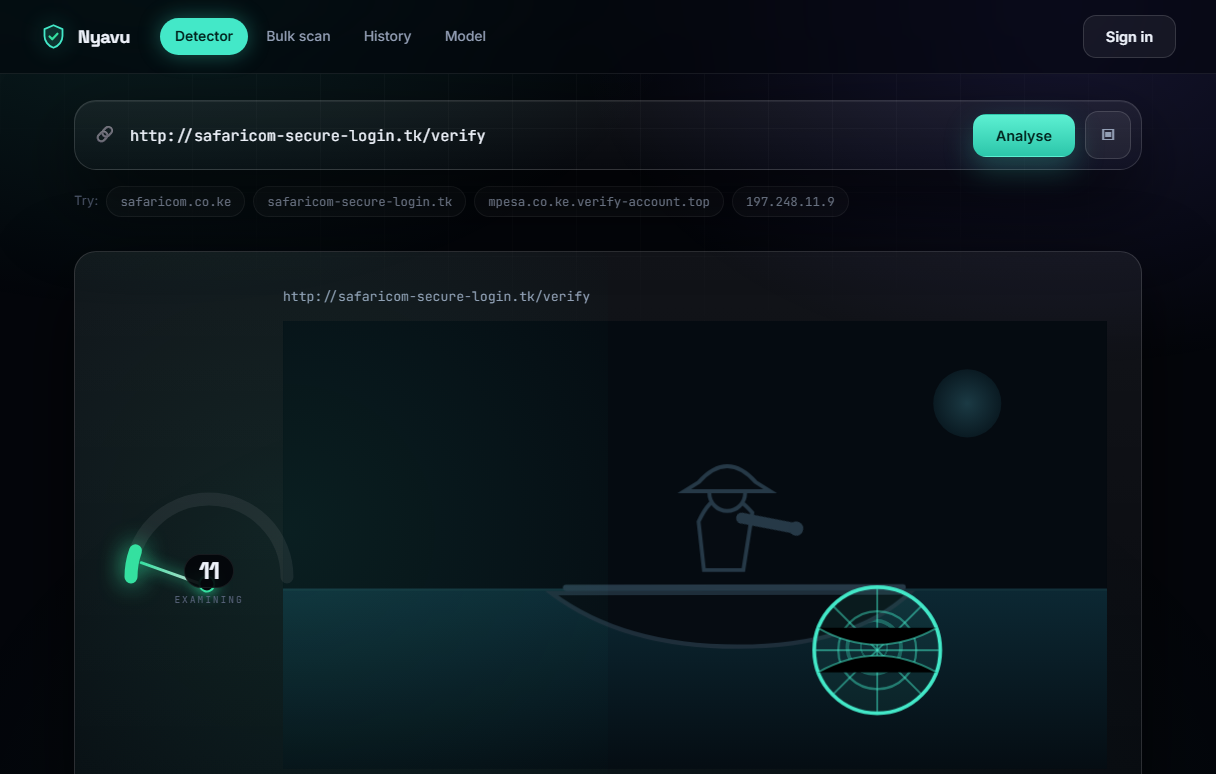 Nyavu
Detector
Bulk scan
History
Model
Sign in
http://safaricom-secure-login.tk/verify
Analyse
Try:
safaricom.co.ke
safaricom-secure-login.tk
mpesa.co.ke.verify-account.top
197.248.11.9
http://safaricom-secure-login.tk/verify
11
EXAMINING